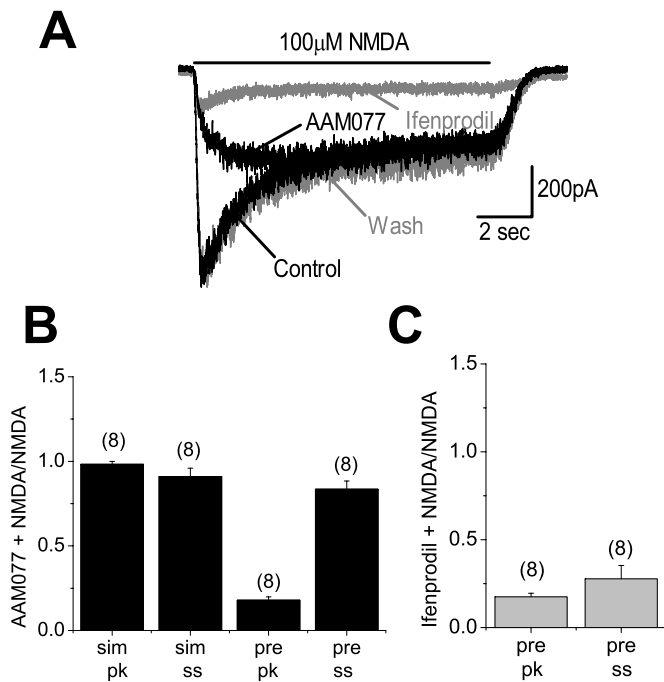 A
100μM NMDA
Ifenprodil
AAM077
200pA
Wash
2 sec
Control
B
AAM077 + NMDA/NMDA
1.5
1.0
0.5
0.0
(8)
(8)
(8)
(8)
sim
pk
sim
ss
pre
pk
pre
ss
C
Ifenprodil + NMDA/NMDA
1.5
1.0
0.5
0.0
(8)
(8)
pre
pk
pre
ss